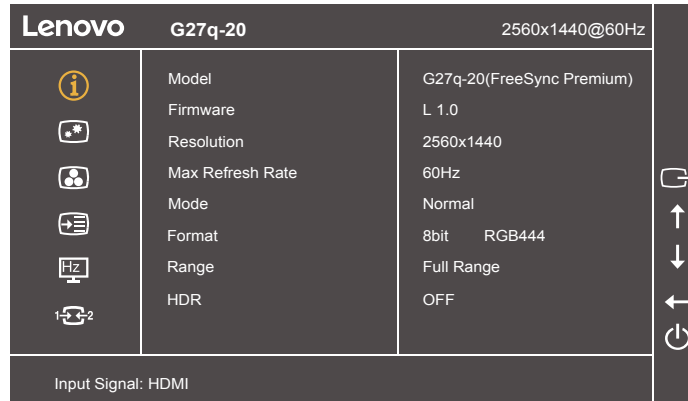 Lenovo G27q-20 2560x1440@60Hz
Model G27q-20(FreeSync Premium)
Firmware L 1.0
Resolution 2560x1440
Max Refresh Rate 60Hz
Mode Normal
Format 8bit RGB444
Range Full Range
Hz
HDR OFF
1 2
Input Signal: HDMI